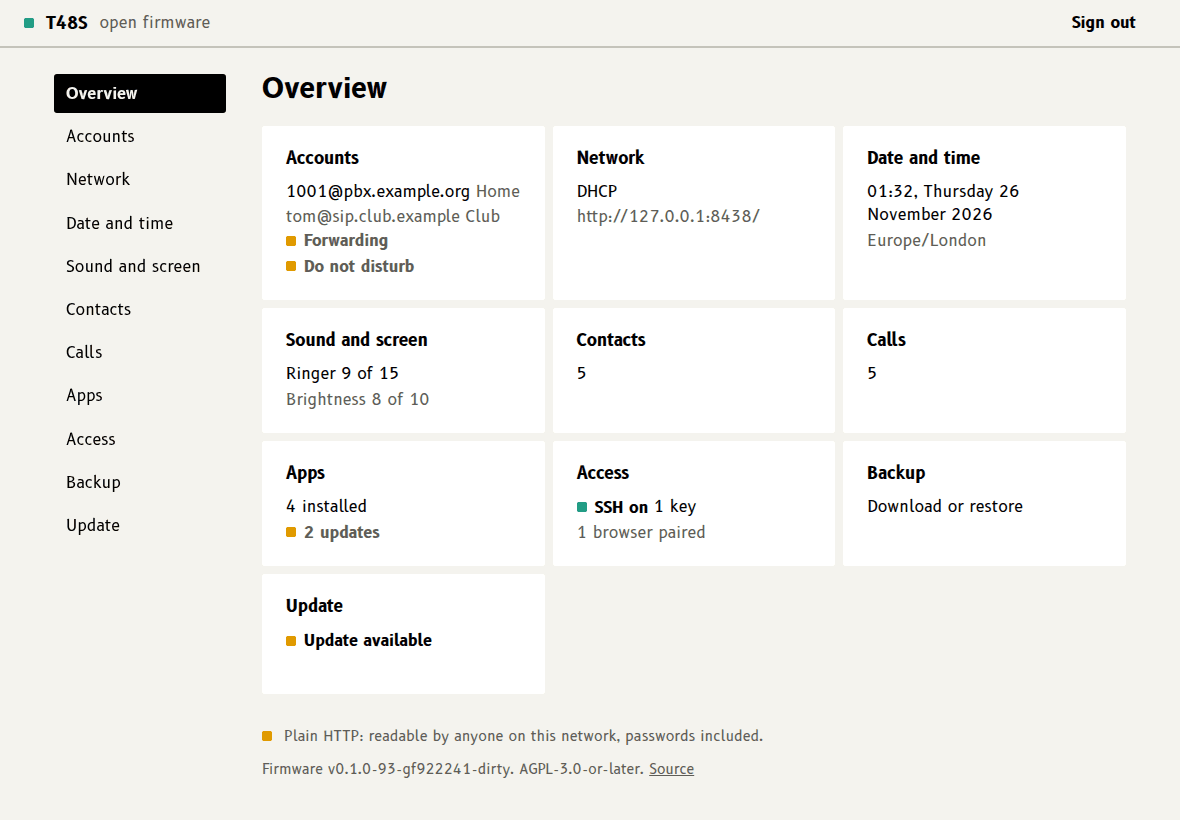 T48S open firmware
Sign out
Overview
Accounts
Network
Date and time
Sound and screen
Contacts
Calls
Apps
Access
Backup
Update
Overview
Accounts
1001@pbx.example.org Home
tom@sip.club.example Club
Forwarding
Do not disturb
Network
DHCP
http://127.0.0.1:8438/
Date and time
01:32, Thursday 26
November 2026
Europe/London
Sound and screen
Ringer 9 of 15
Brightness 8 of 10
Contacts
5
Calls
5
Apps
4 installed
2 updates
Access
SSH on 1 key
1 browser paired
Backup
Download or restore
Update
Update available
Plain HTTP: readable by anyone on this network, passwords included.
Firmware v0.1.0-93-gf922241-dirty. AGPL-3.0-or-later. Source